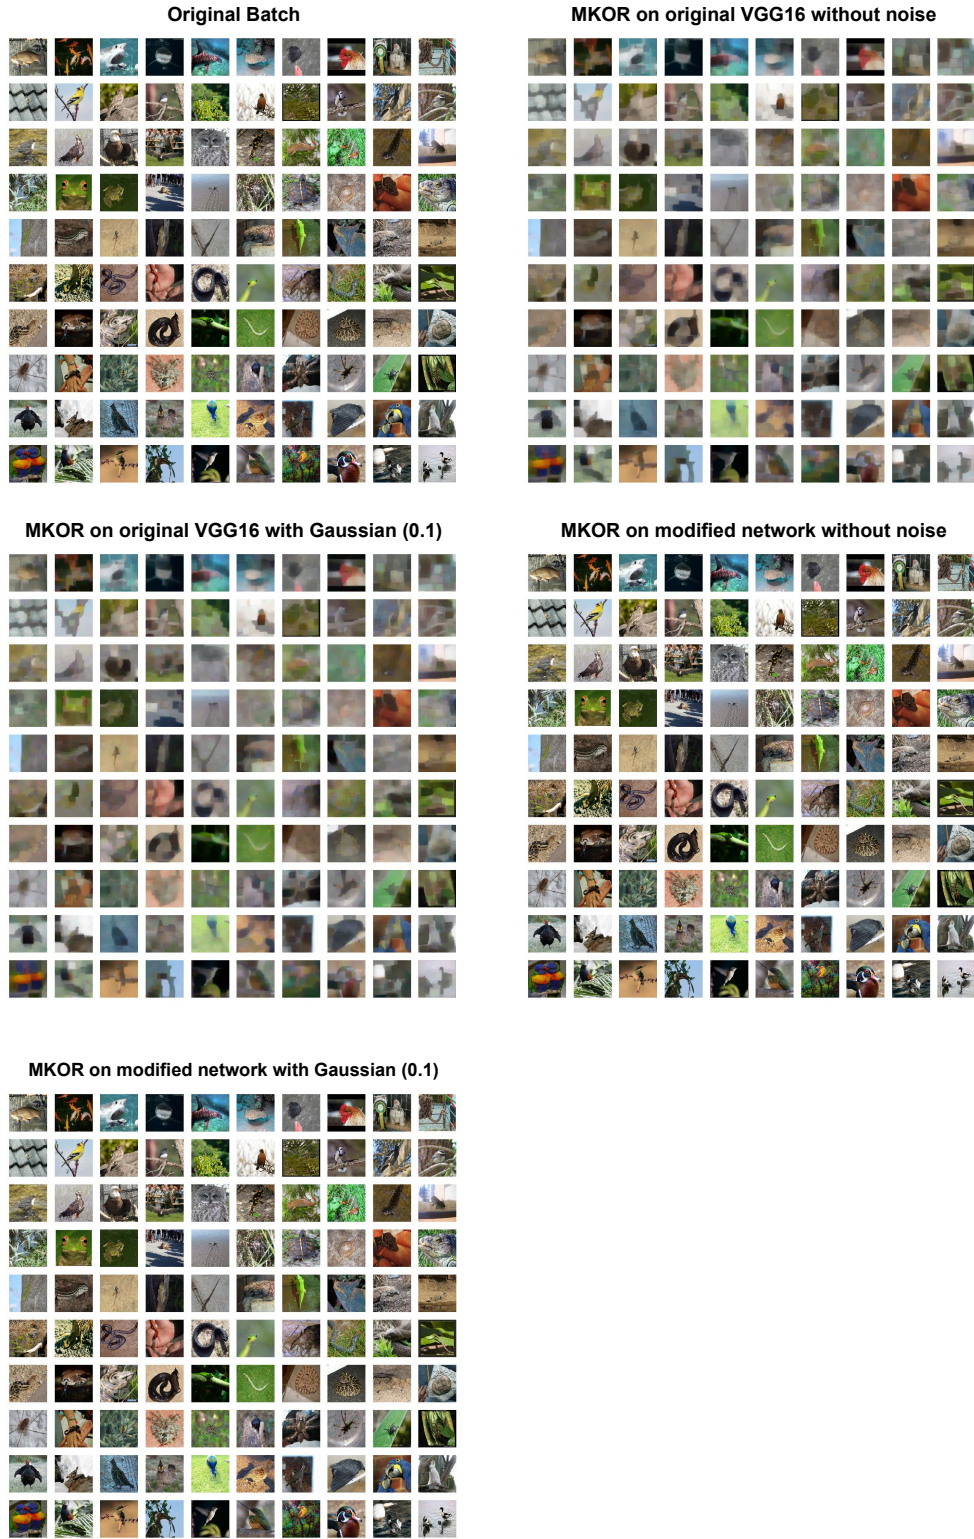 Original Batch
MKOR on original VGG16 without noise
MKOR on original VGG16 with Gaussian (0.1)
MKOR on modified network without noise
MKOR on modified network with Gaussian (0.1)